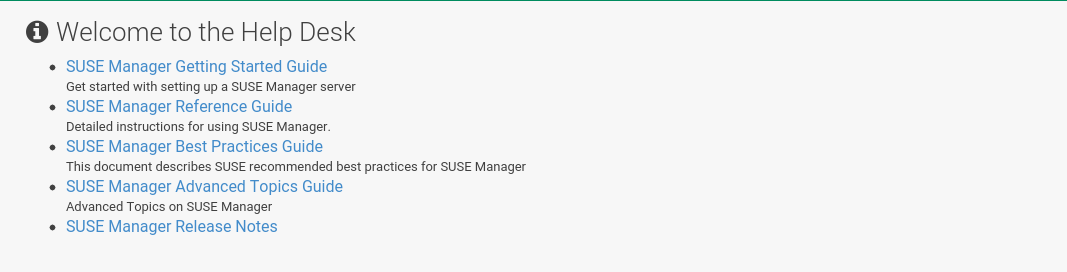 Welcome to the Help Desk
SUSE Manager Getting Started Guide
Get started with setting up a SUSE Manager server
SUSE Manager Reference Guide
Detailed instructions for using SUSE Manager.
SUSE Manager Best Practices Guide
This document describes SUSE recommended best practices for SUSE Manager
SUSE Manager Advanced Topics Guide
Advanced Topics on SUSE Manager
SUSE Manager Release Notes